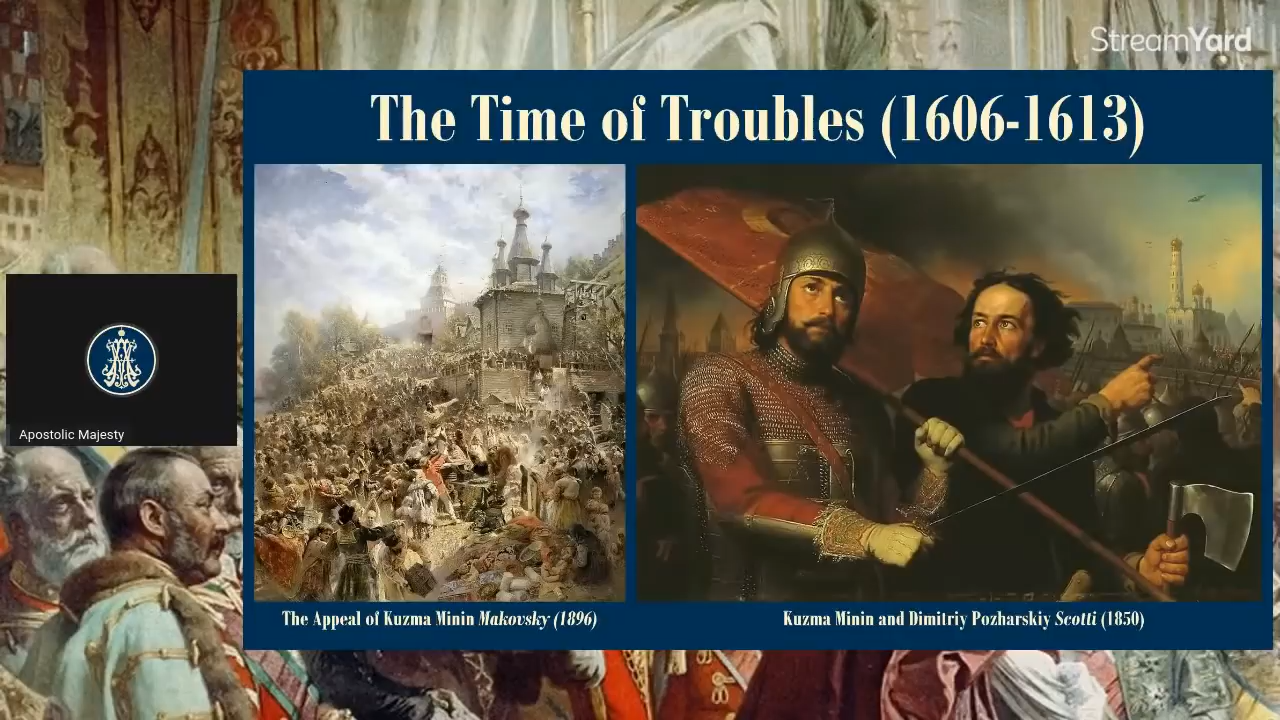 StreamYard
The Time of Troubles (1606-1613)
Apostolic Majesty
The Appeal of Kuzma Minin Makovsky (1896)
Kuzma Minin and Dimitriy Pozharskiy Scotti (1850)